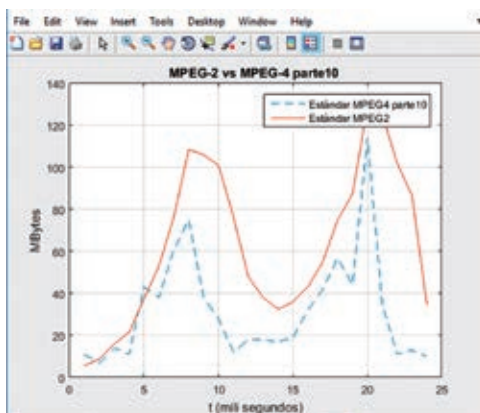 File Edit View Insert Tools Desktop Window Help
MPEG-2 vs MPEG-4 parte10
Estándar MPEG4 parte10
Estándar MPEG2
140
120
100
80
60
40
20
0
MBytes
0 5 10 15 20 25
t (mili segundos)